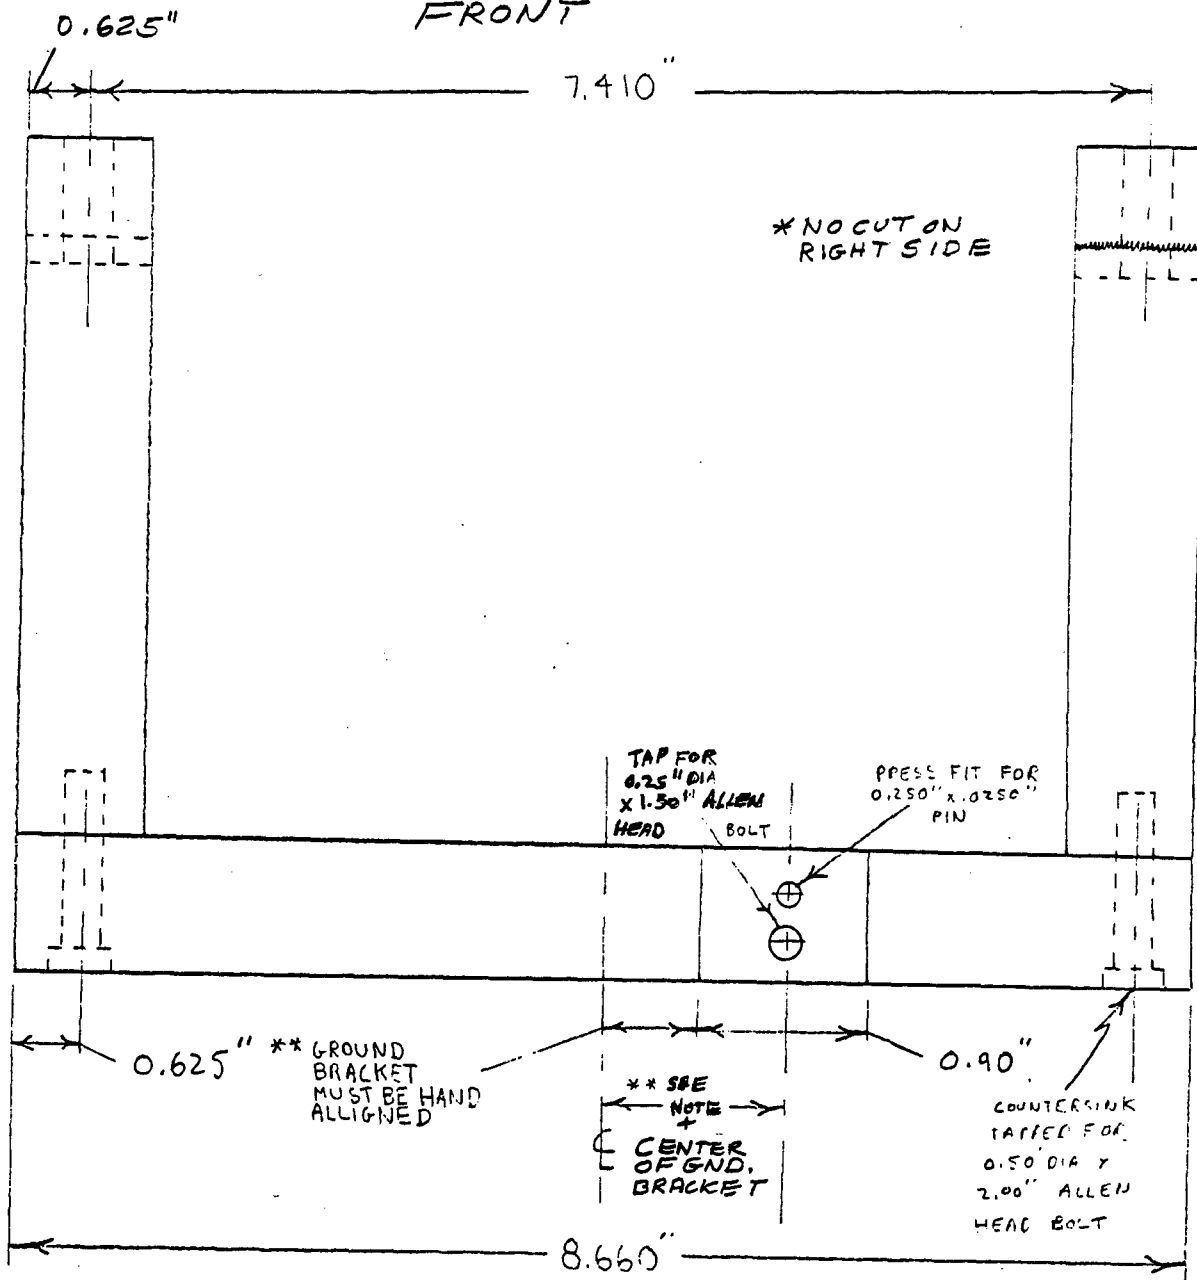 FRONT
0.625"
7.410"
*NO CUT ON
RIGHT SIDE
TAP FOR
0.25" DIA
x 1.50" ALLEN
HEAD BOLT
PRESS FIT FOR
0.250" x .0250"
PIN
0.625"
** GROUND
BRACKET
MUST BE HAND
ALLIGNED
0.90"
** SEE
NOTE
+
CENTER
OF GND.
BRACKET
COUNTERSINK
TAPPED FOR
0.50 DIA x
2.00" ALLEN
HEAD BOLT
8.660"